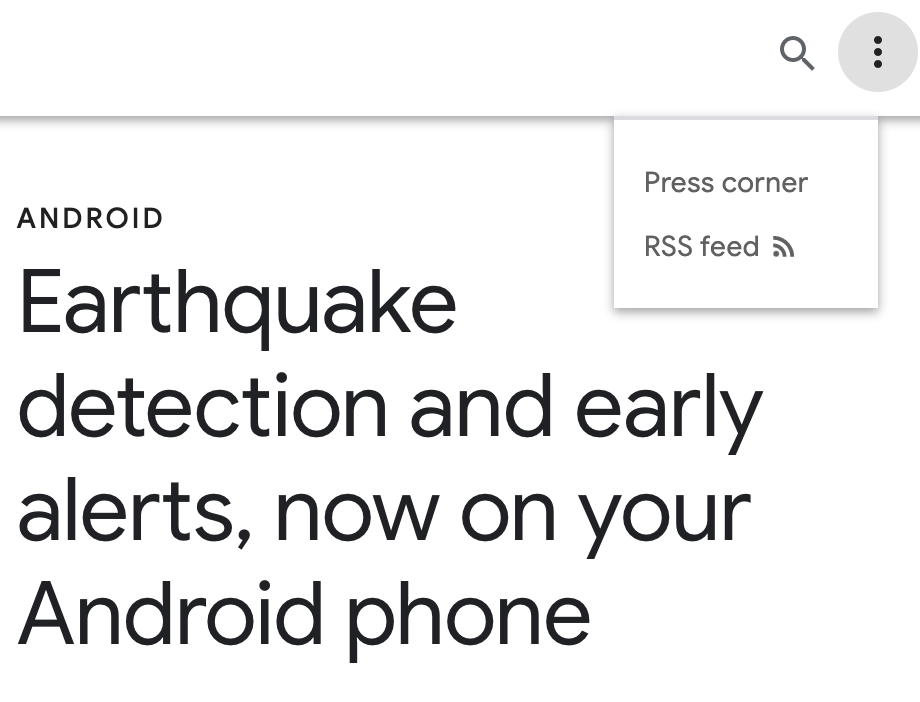 Press corner
RSS feed
ANDROID
Earthquake
detection and early
alerts, now on your
Android phone